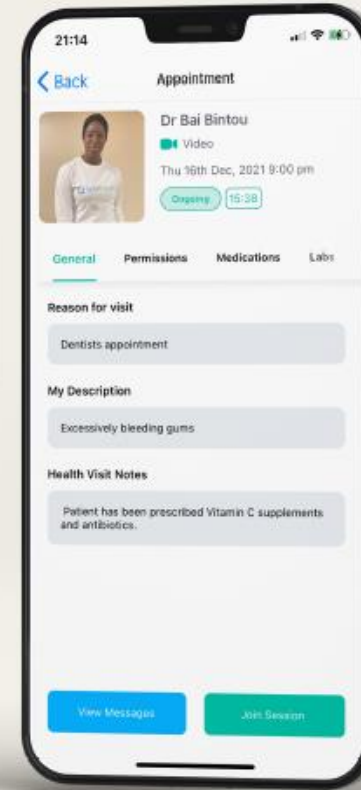 21:14
Back
Appointment
Dr Bai Bintou
Video
Thu 16th Dec, 2021 9:00 pm
Ongoing
15:38
General Permissions Medications Labs
Reason for visit
Dentists appointment
My Description
Excessively bleeding gums
Health Visit Notes
Patient has been prescribed Vitamin C supplements
and antibiotics.
View Messages
Join Session